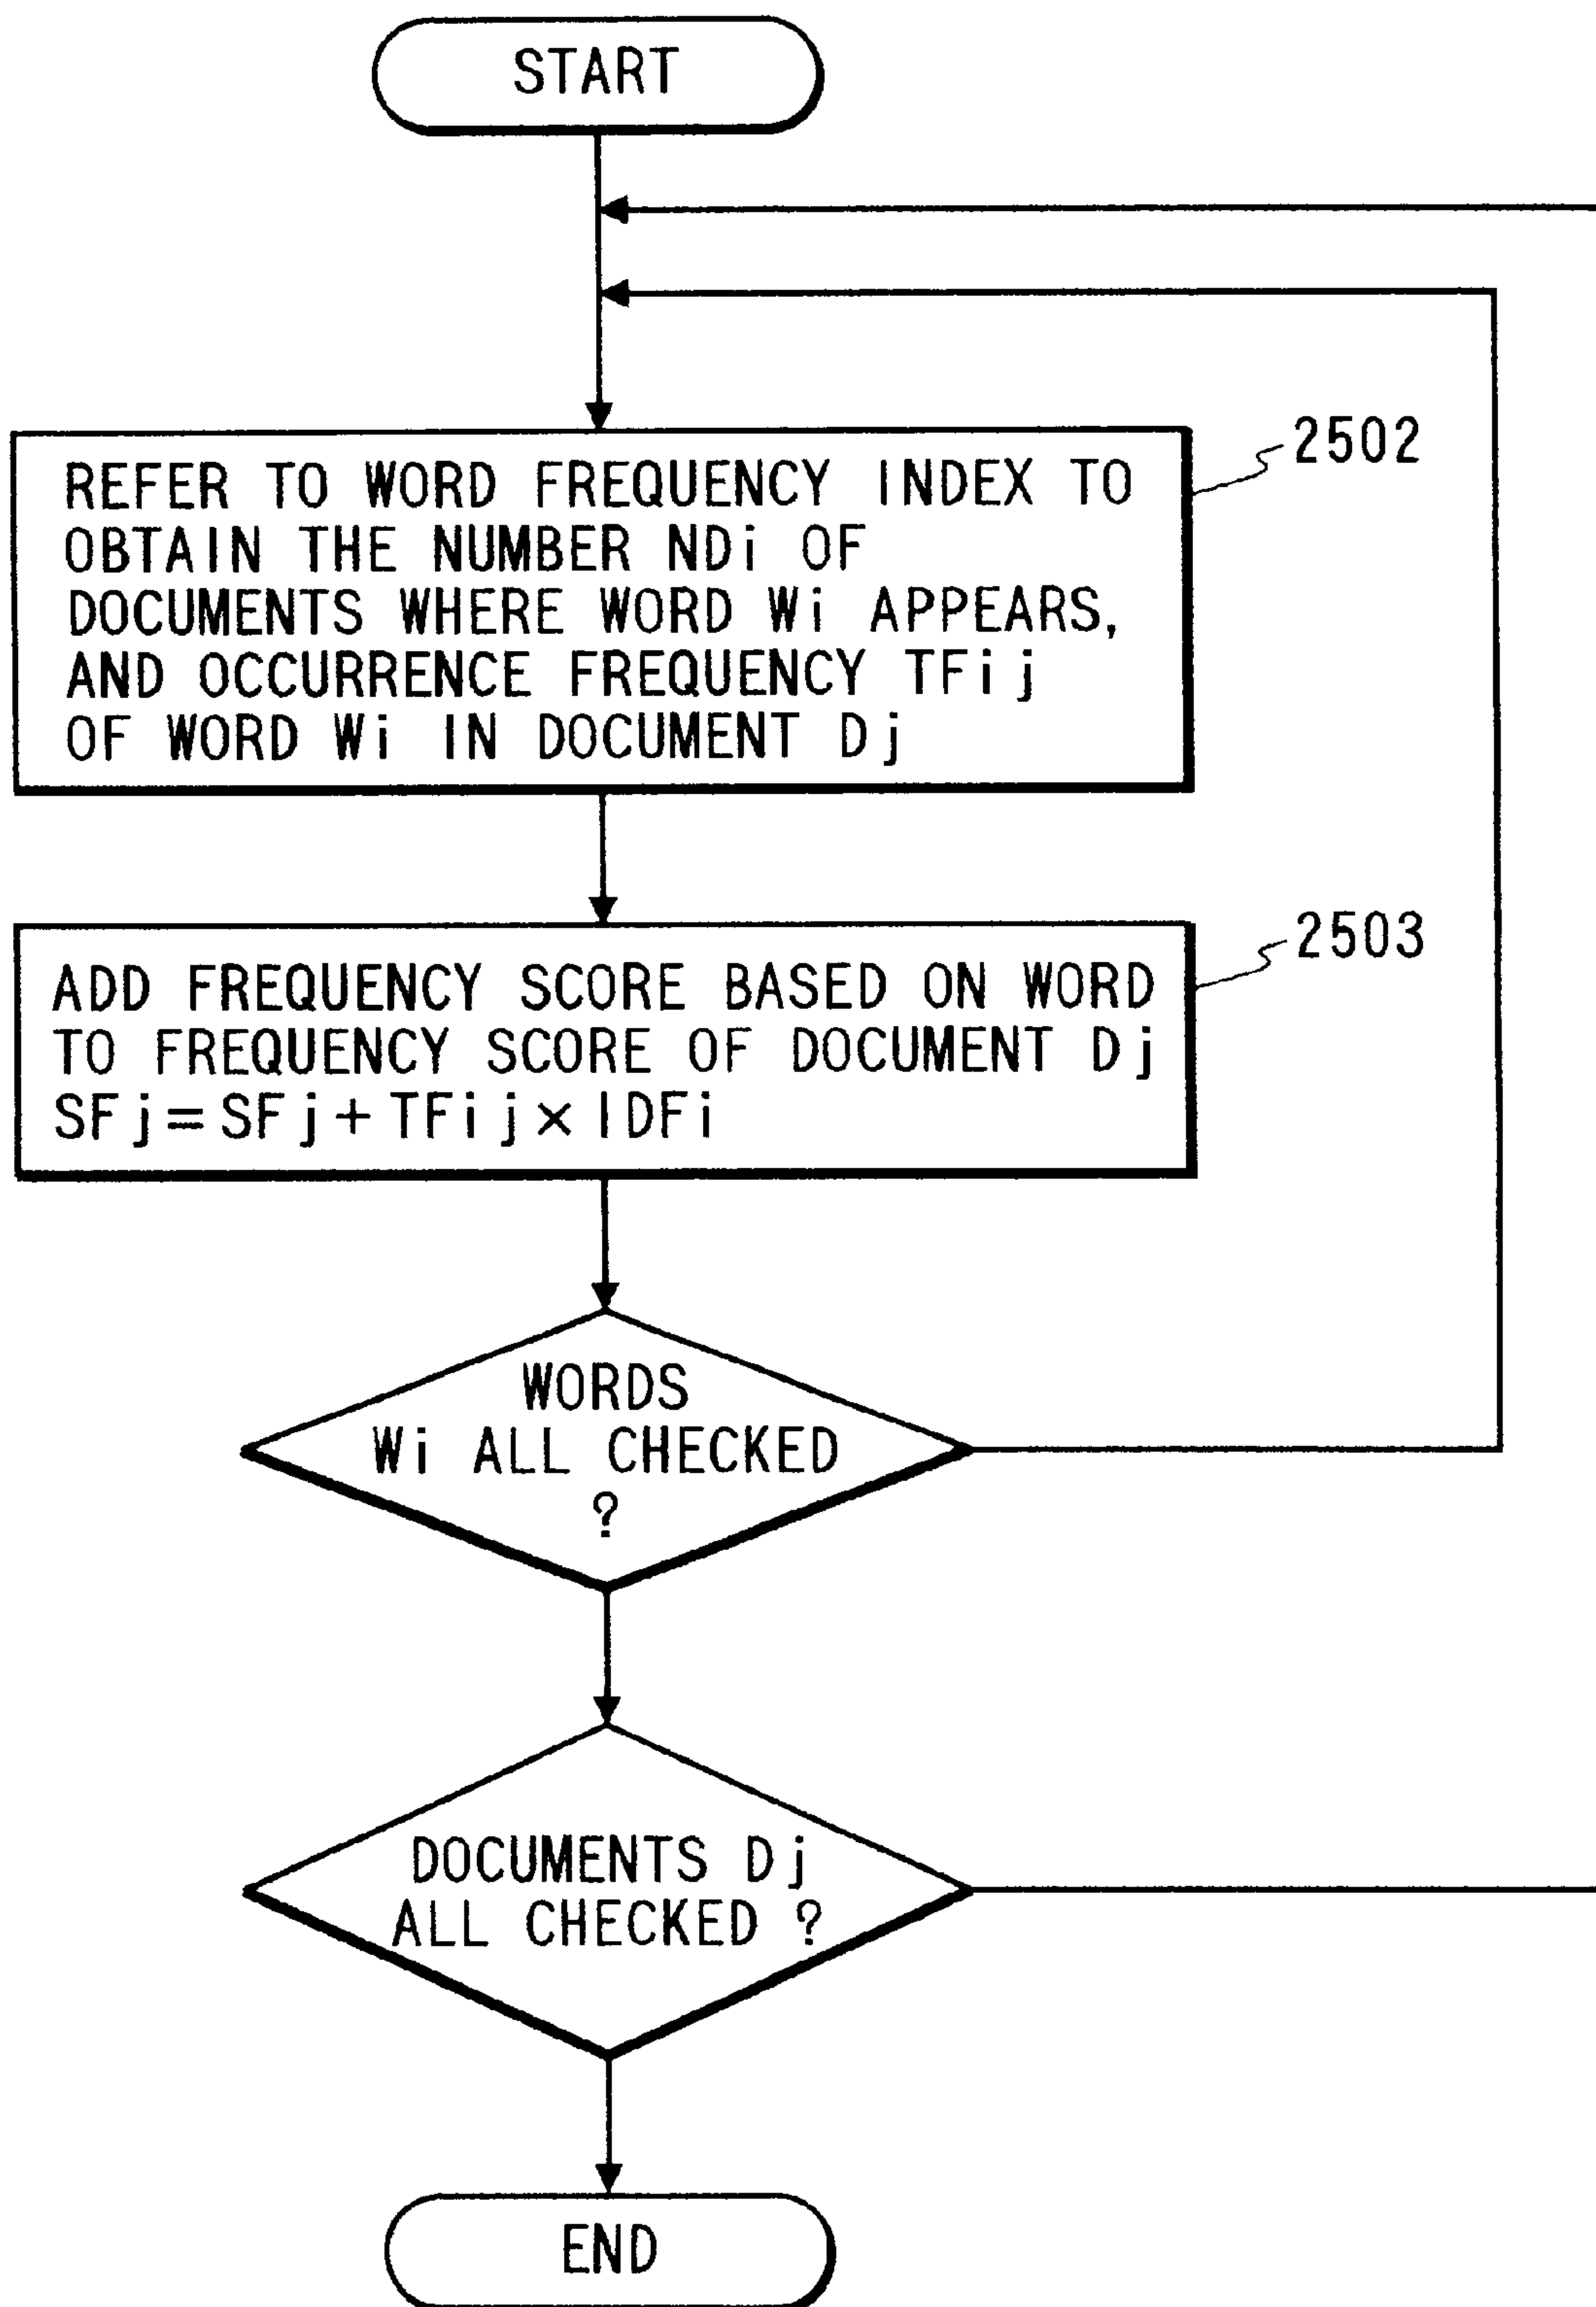 START
REFER TO WORD FREQUENCY INDEX TO
OBTAIN THE NUMBER NDi OF
DOCUMENTS WHERE WORD Wi APPEARS,
AND OCCURRENCE FREQUENCY TFij
OF WORD Wi IN DOCUMENT Dj
2502
ADD FREQUENCY SCORE BASED ON WORD
TO FREQUENCY SCORE OF DOCUMENT Dj
SFj=SFj+TFij×IDFi
2503
WORDS
Wi ALL CHECKED
?
DOCUMENTS Dj
ALL CHECKED ?
END